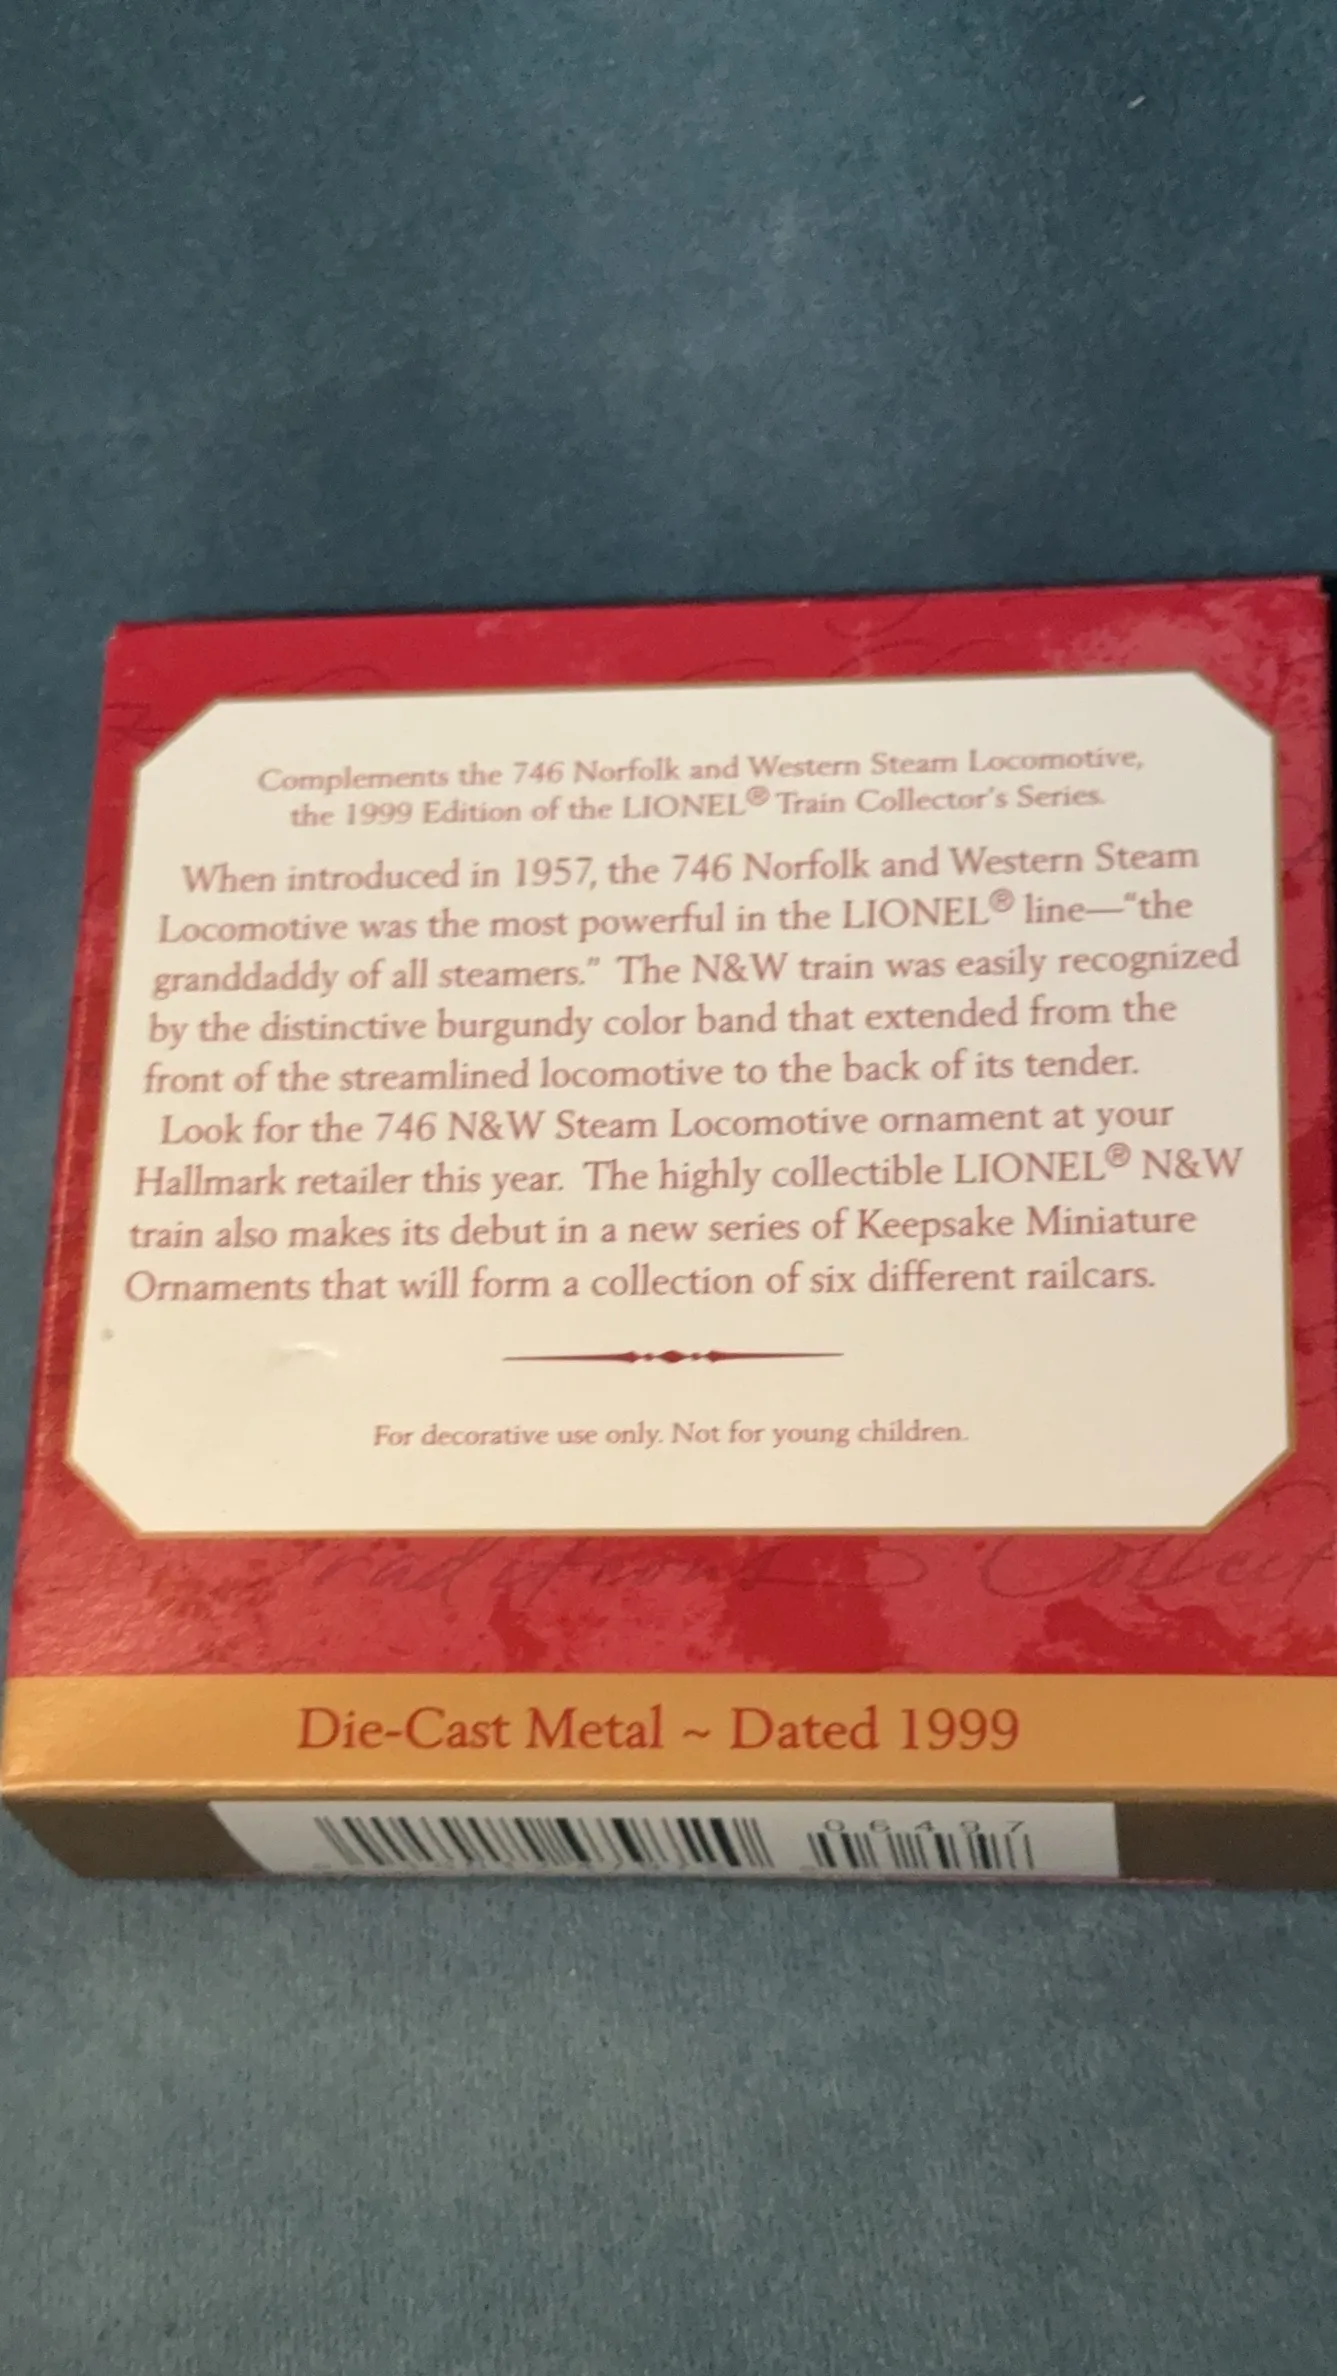 Complements the 746 Norfolk and Western Steam Locomotive,
the 1999 Edition of the LIONEL® Train Collector's Series.
When introduced in 1957, the 746 Norfolk and Western Steam
Locomotive was the most powerful in the LIONEL® line—“the
granddaddy of all steamers.” The N&W train was easily recognized
by the distinctive burgundy color band that extended from the
front of the streamlined locomotive to the back of its tender.
Look for the 746 N&W Steam Locomotive ornament at your
Hallmark retailer this year. The highly collectible LIONEL® N&W
train also makes its debut in a new series of Keepsake Miniature
Ornaments that will form a collection of six different railcars.
For decorative use only. Not for young children.
Traditions Collect
Die-Cast Metal ~ Dated 1999
06497